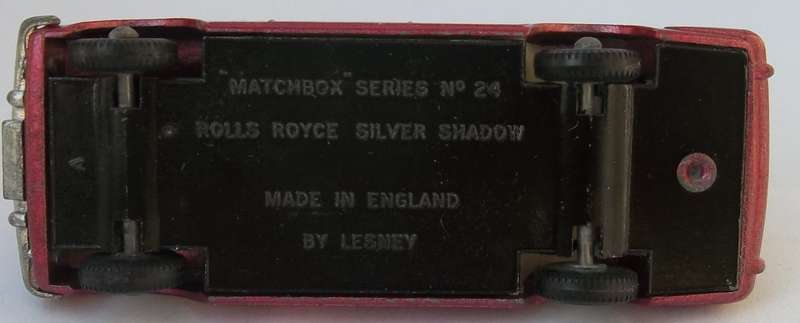 "MATCHBOX" SERIES Nº 24
ROLLS ROYCE SILVER SHADOW
A
MADE IN ENGLAND
BY LESNEY